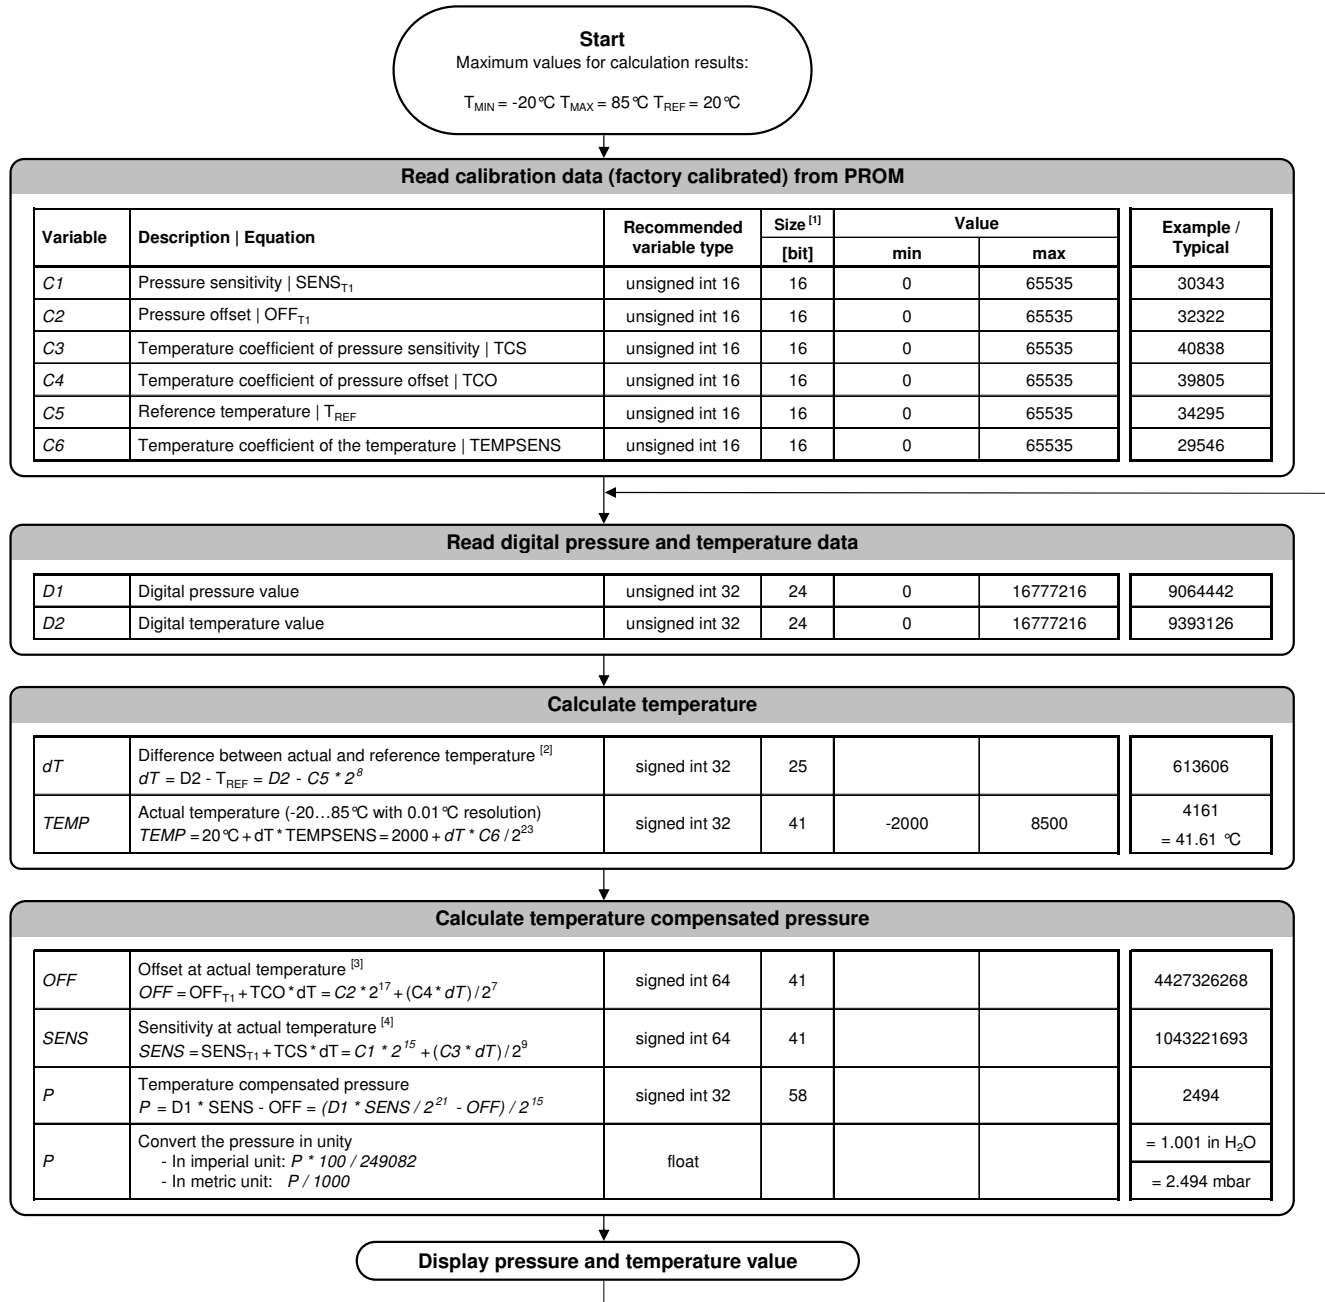 Start
Maximum values for calculation results:
T_MIN = -20°C T_MAX = 85°C T_REF = 20°C
Read calibration data (factory calibrated) from PROM
Variable | Description | Equation | Recommended variable type | Size [1] [bit] | Value min | max | Example / Typical
C1 Pressure sensitivity | SENS_T1 unsigned int 16 16 0 65535 30343
C2 Pressure offset | OFF_T1 unsigned int 16 16 0 65535 32322
C3 Temperature coefficient of pressure sensitivity | TCS unsigned int 16 16 0 65535 40838
C4 Temperature coefficient of pressure offset | TCO unsigned int 16 16 0 65535 39805
C5 Reference temperature | T_REF unsigned int 16 16 0 65535 34295
C6 Temperature coefficient of the temperature | TEMPSENS unsigned int 16 16 0 65535 29546
Read digital pressure and temperature data
D1 Digital pressure value unsigned int 32 24 0 16777216 9064442
D2 Digital temperature value unsigned int 32 24 0 16777216 9393126
Calculate temperature
dT Difference between actual and reference temperature [2]
dT = D2 - T_REF = D2 - C5 * 2^8 signed int 32 25 613606
TEMP Actual temperature (-20…85°C with 0.01°C resolution)
TEMP = 20°C + dT * TEMPSENS = 2000 + dT * C6 / 2^23 signed int 32 41 -2000 8500 4161
= 41.61 °C
Calculate temperature compensated pressure
OFF Offset at actual temperature [3]
OFF = OFF_T1 + TCO * dT = C2 * 2^17 + (C4 * dT) / 2^7 signed int 64 41 4427326268
SENS Sensitivity at actual temperature [4]
SENS = SENS_T1 + TCS * dT = C1 * 2^15 + (C3 * dT) / 2^9 signed int 64 41 1043221693
P Temperature compensated pressure
P = D1 * SENS - OFF = (D1 * SENS / 2^21 - OFF) / 2^15 signed int 32 58 2494
P Convert the pressure in unity
- In imperial unit: P * 100 / 249082 float = 1.001 in H₂O
- In metric unit: P / 1000 = 2.494 mbar
Display pressure and temperature value